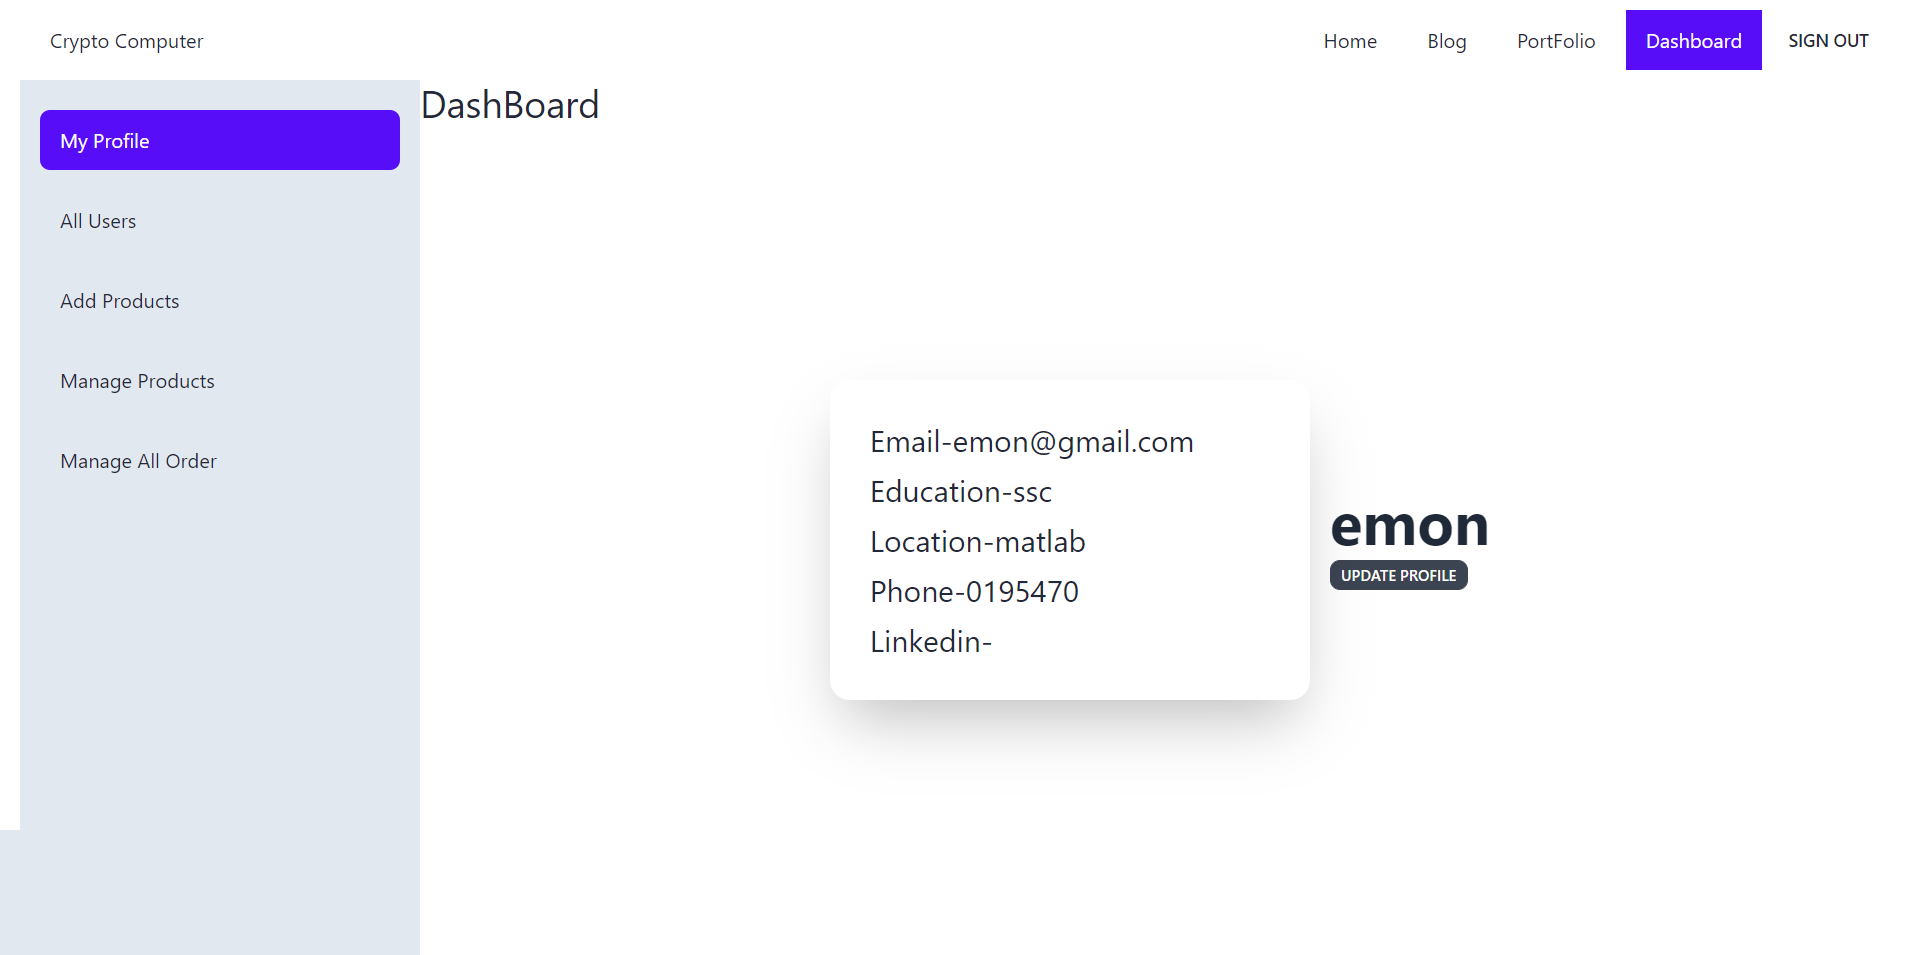 Crypto Computer
Home
Blog
PortFolio
Dashboard
SIGN OUT
My Profile
All Users
Add Products
Manage Products
Manage All Order
DashBoard
Email-emon@gmail.com
Education-ssc
Location-matlab
Phone-0195470
Linkedin-
emon
UPDATE PROFILE